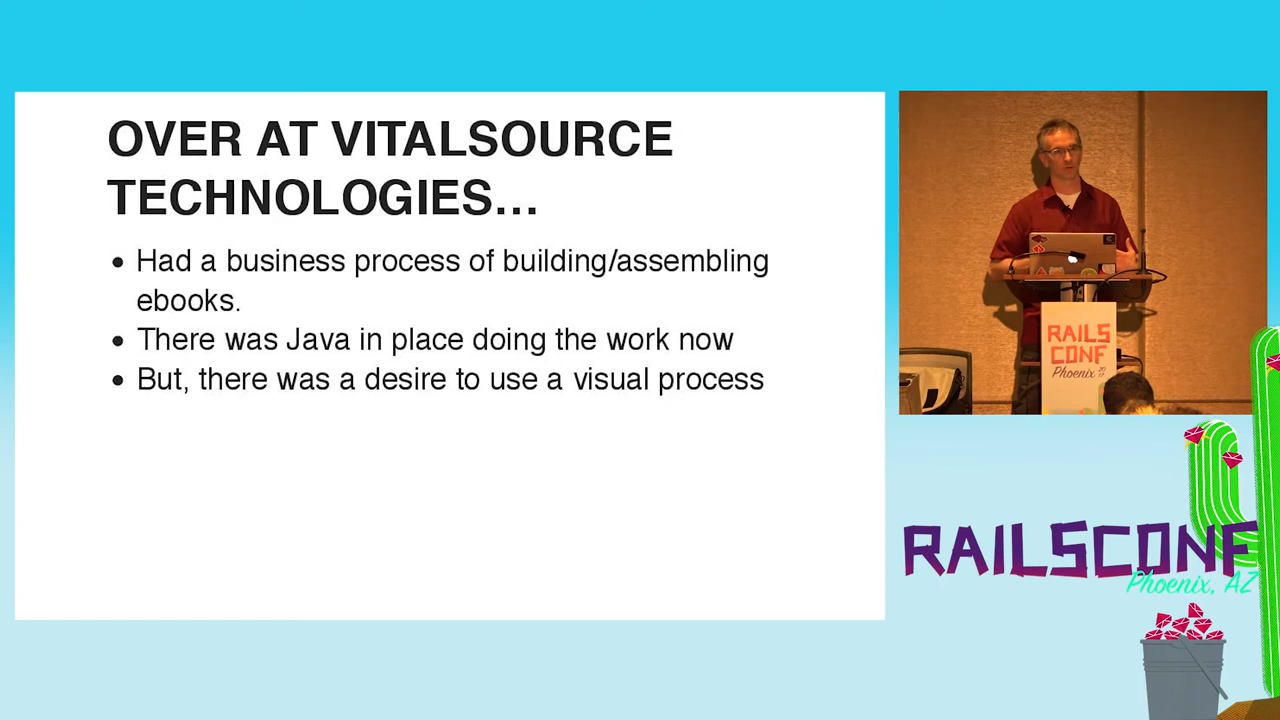 OVER AT VITALSOURCE
TECHNOLOGIES...
• Had a business process of building/assembling
ebooks.
• There was Java in place doing the work now
• But, there was a desire to use a visual process
RAILS
CONF
Phoenix 2017
RAILSCONF
Phoenix, AZ